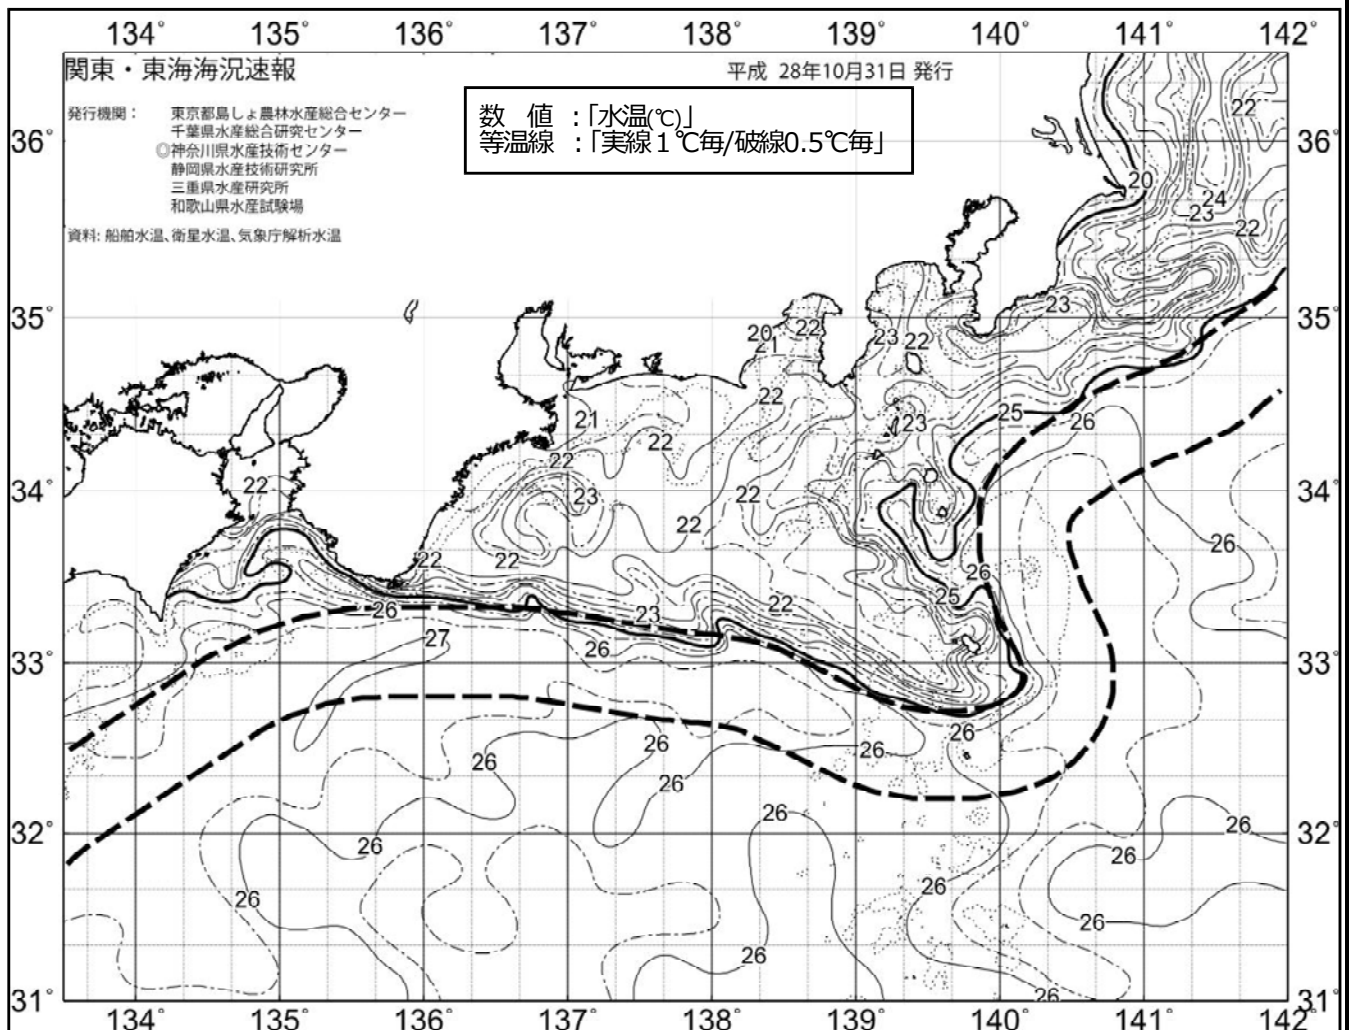 134° 135° 136° 137° 138° 139° 140° 141° 142°
関東・東海海況速報
平成 28年10月31日 発行
発行機関： 東京都島しょ農林水産総合センター
千葉県水産総合研究センター
◎神奈川県水産技術センター
静岡県水産技術研究所
三重県水産研究所
和歌山県水産試験場
資料: 船舶水温、衛星水温、気象庁解析水温
数 値 ：「水温(℃)」
等温線 ：「実線１℃毎/破線0.5℃毎」
22
36° 36°
20
24
23
22
35° 23 35°
20 22
21
23 22
22
21 25 26
23
22 22
22
34° 23 22 34°
22
26
22 22 26
25
26 23 22
27
33° 26 33°
26
26 26
26
26
26
32° 26 26 32°
26
26
26
26
26
26
26
31° 31°
134° 135° 136° 137° 138° 139° 140° 141° 142°